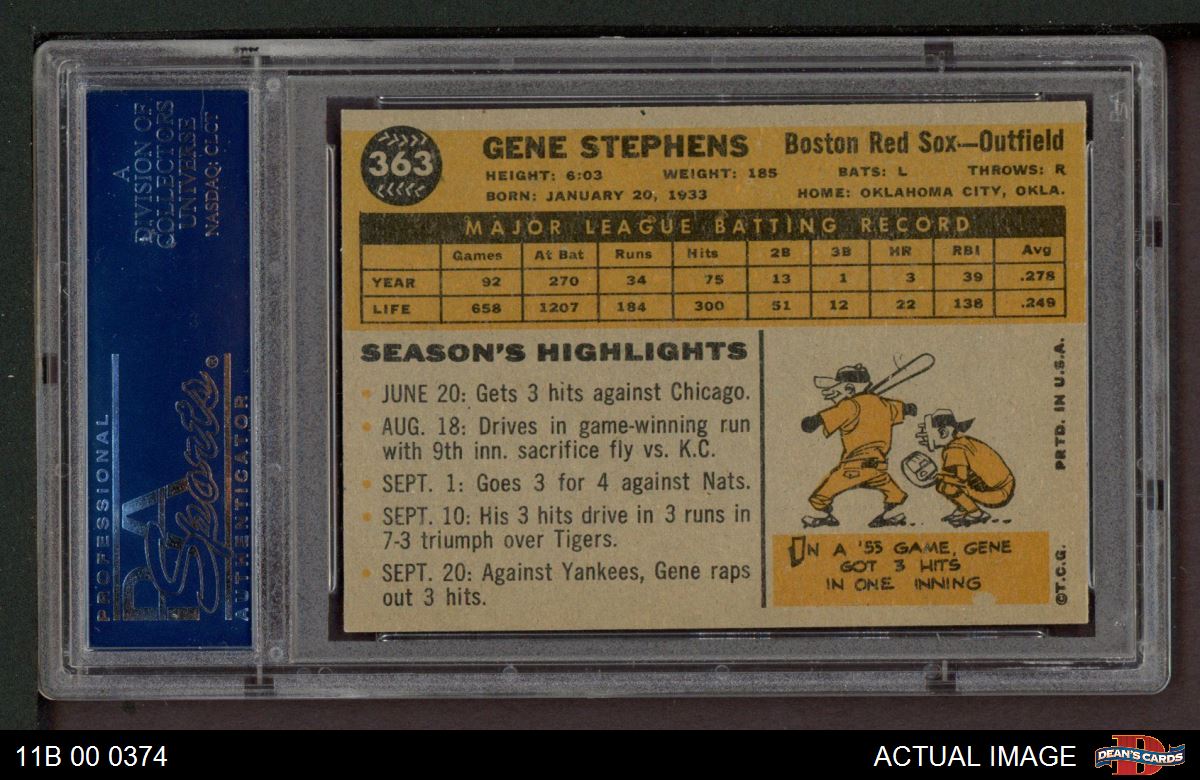 A
DIVISION OF
COLLECTORS
UNIVERSE
NASDAQ: CLCT
PROFESSIONAL
PSA
Sports®
AUTHENTICATOR
363
GENE STEPHENS Boston Red Sox—Outfield
HEIGHT: 6:03 WEIGHT: 185 BATS: L THROWS: R
BORN: JANUARY 20, 1933 HOME: OKLAHOMA CITY, OKLA.
MAJOR LEAGUE BATTING RECORD
Games At Bat Runs Hits 2B 3B HR RBI Avg
YEAR 92 270 34 75 13 1 3 39 .278
LIFE 658 1207 184 300 51 12 22 138 .249
SEASON'S HIGHLIGHTS
• JUNE 20: Gets 3 hits against Chicago.
• AUG. 18: Drives in game-winning run
with 9th inn. sacrifice fly vs. K.C.
• SEPT. 1: Goes 3 for 4 against Nats.
• SEPT. 10: His 3 hits drive in 3 runs in
7-3 triumph over Tigers.
• SEPT. 20: Against Yankees, Gene raps
out 3 hits.
IN A '55 GAME, GENE
GOT 3 HITS
IN ONE INNING
©T.C.G. PRTD. IN U.S.A.
11B 00 0374
ACTUAL IMAGE
DEAN'S CARDS